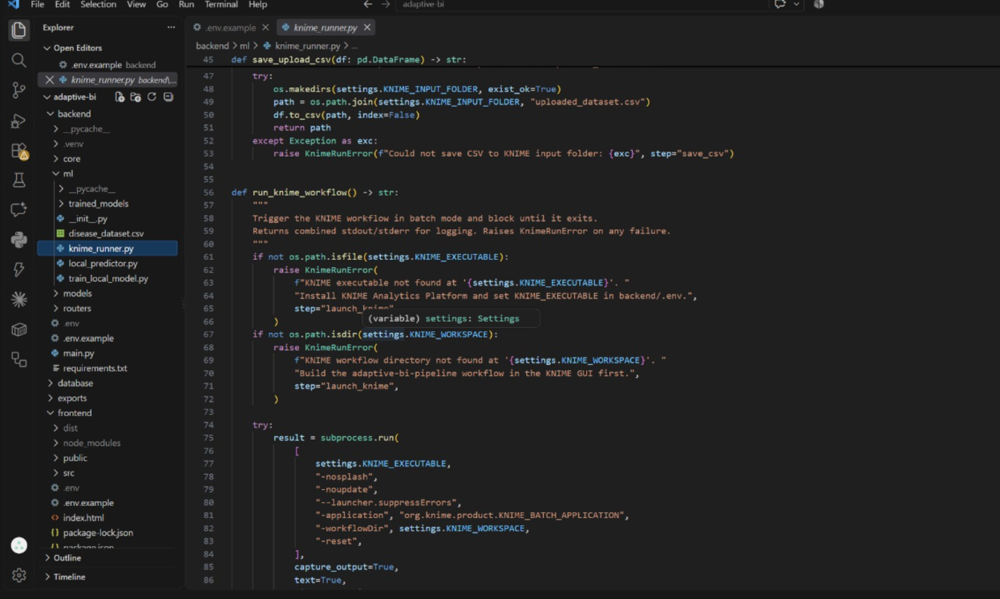 File Edit Selection View Go Run Terminal Help
adaptive-bi
Explorer
Open Editors
.env.example backend
knime_runner.py backend\...
adaptive-bi
backend
__pycache__
.venv
core
ml
__pycache__
trained_models
__init__.py
disease_dataset.csv
knime_runner.py
local_predictor.py
train_local_model.py
models
routers
.env
.env.example
main.py
requirements.txt
database
exports
frontend
dist
node_modules
public
src
.env
.env.example
index.html
package-lock.json
package.json
Outline
Timeline
.env.example
knime_runner.py
backend > ml > knime_runner.py > ...
45 def save_upload_csv(df: pd.DataFrame) -> str:
47 try:
48 os.makedirs(settings.KNIME_INPUT_FOLDER, exist_ok=True)
49 path = os.path.join(settings.KNIME_INPUT_FOLDER, "uploaded_dataset.csv")
50 df.to_csv(path, index=False)
51 return path
52 except Exception as exc:
53 raise KnimeRunError(f"Could not save CSV to KNIME input folder: {exc}", step="save_csv")
54
55
56 def run_knime_workflow() -> str:
57 """
58 Trigger the KNIME workflow in batch mode and block until it exits.
59 Returns combined stdout/stderr for logging. Raises KnimeRunError on any failure.
60 """
61 if not os.path.isfile(settings.KNIME_EXECUTABLE):
62 raise KnimeRunError(
63 f"KNIME executable not found at '{settings.KNIME_EXECUTABLE}'. "
64 "Install KNIME Analytics Platform and set KNIME_EXECUTABLE in backend/.env.",
65 step="launch_knime"
(variable) settings: Settings
66 )
67 if not os.path.isdir(settings.KNIME_WORKSPACE):
68 raise KnimeRunError(
69 f"KNIME workflow directory not found at '{settings.KNIME_WORKSPACE}'. "
70 "Build the adaptive-bi-pipeline workflow in the KNIME GUI first.",
71 step="launch_knime",
72 )
73
74 try:
75 result = subprocess.run(
76 [
77 settings.KNIME_EXECUTABLE,
78 "-nosplash",
79 "-noupdate",
80 "--launcher.suppressErrors",
81 "-application", "org.knime.product.KNIME_BATCH_APPLICATION",
82 "-workflowDir", settings.KNIME_WORKSPACE,
83 "-reset",
84 ],
85 capture_output=True,
86 text=True,